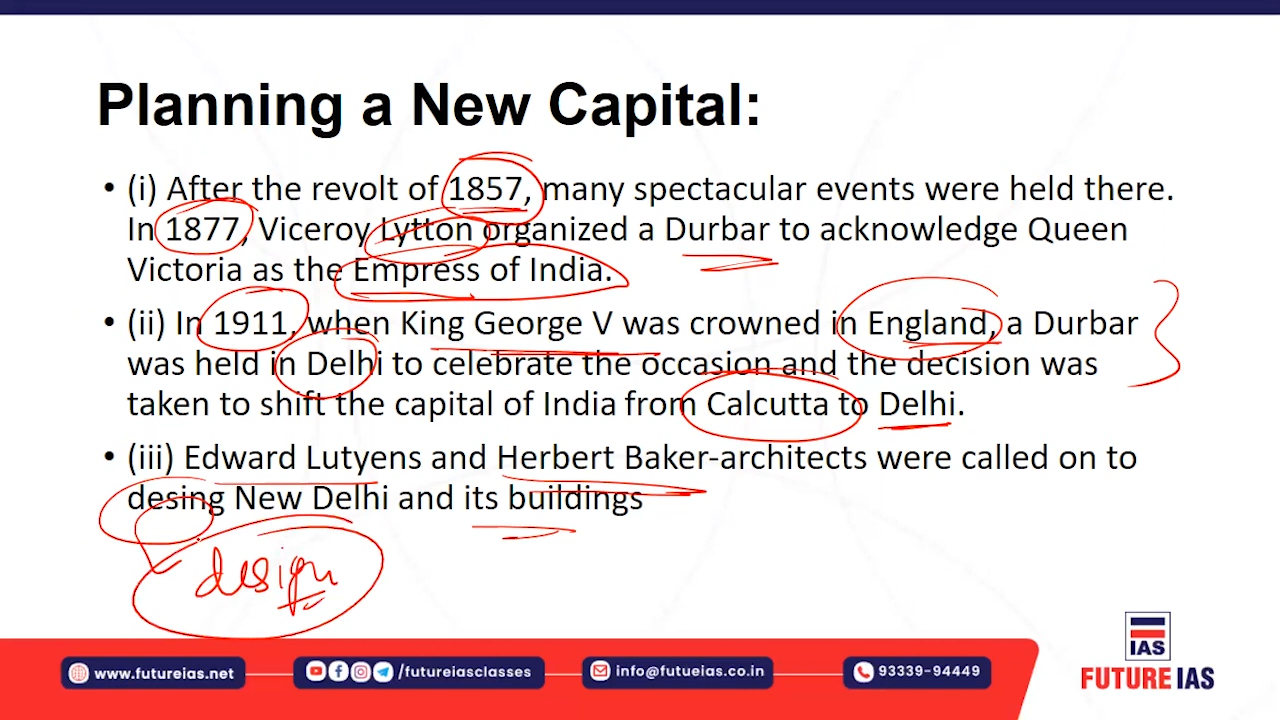 Planning a New Capital:
• (i) After the revolt of 1857, many spectacular events were held there.
In 1877, Viceroy Lytton organized a Durbar to acknowledge Queen
Victoria as the Empress of India.
• (ii) In 1911, when King George V was crowned in England, a Durbar
was held in Delhi to celebrate the occasion and the decision was
taken to shift the capital of India from Calcutta to Delhi.
• (iii) Edward Lutyens and Herbert Baker-architects were called on to
desing New Delhi and its buildings
design
IAS
www.futureias.net
/futureiasclasses
info@futueias.co.in
93339-94449
FUTURE IAS